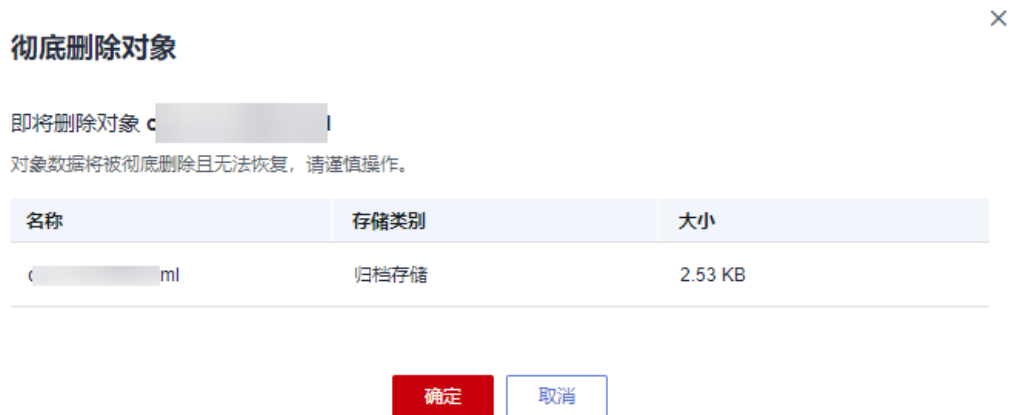 彻底删除对象
即将删除对象
对象数据将被彻底删除且无法恢复，请谨慎操作。
名称 存储类别 大小
ml 归档存储 2.53 KB
确定 取消